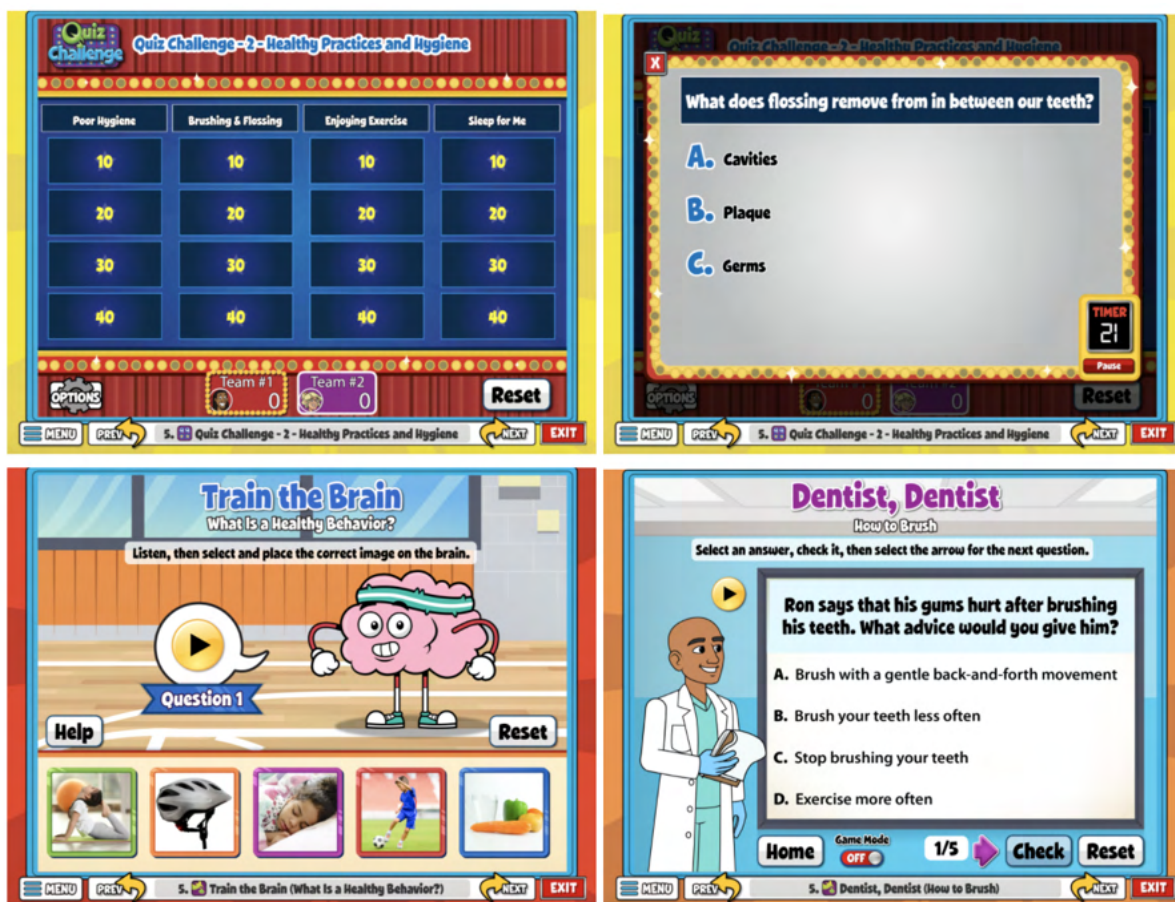 Quiz
Challenge
Quiz Challenge - 2 - Healthy Practices and Hygiene
Poor Hygiene
Brushing & Flossing
Enjoying Exercise
Sleep for Me
10
10
10
10
20
20
20
20
30
30
30
30
40
40
40
40
OPTIONS
Team #1
0
Team #2
0
Reset
MENU
PREV
5. Quiz Challenge - 2 - Healthy Practices and Hygiene
NEXT
EXIT
Quiz
Quiz Challenge - 2 - Healthy Practices and Hygiene
X
What does flossing remove from in between our teeth?
A. Cavities
B. Plaque
C. Germs
TIMER
21
Pause
OPTIONS
0
0
Reset
MENU
PREV
5. Quiz Challenge - 2 - Healthy Practices and Hygiene
NEXT
EXIT
Train the Brain
What Is a Healthy Behavior?
Listen, then select and place the correct image on the brain.
Question 1
Help
Reset
MENU
PREV
5. Train the Brain (What Is a Healthy Behavior?)
NEXT
EXIT
Dentist, Dentist
How to Brush
Select an answer, check it, then select the arrow for the next question.
Ron says that his gums hurt after brushing
his teeth. What advice would you give him?
A. Brush with a gentle back-and-forth movement
B. Brush your teeth less often
C. Stop brushing your teeth
D. Exercise more often
Home
Game Mode
OFF
1/5
Check
Reset
MENU
PREV
5. Dentist, Dentist (How to Brush)
NEXT
EXIT